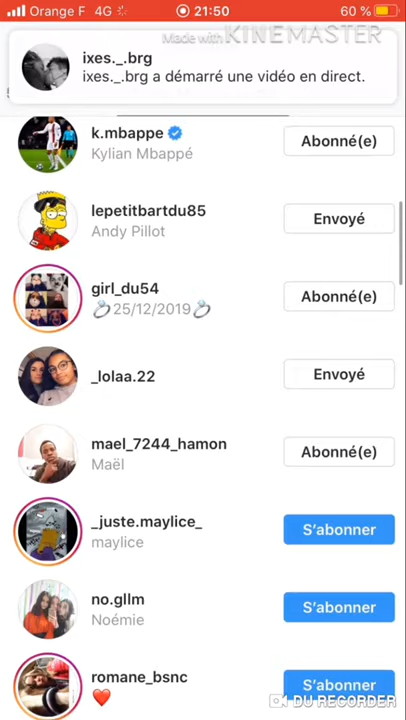 Orange F 4G 21:50 60 %
Made with KINEMASTER
ixes._.brg
ixes._.brg a démarré une vidéo en direct.
k.mbappe Abonné(e)
Kylian Mbappé
lepetitbartdu85 Envoyé
Andy Pillot
girl_du54 Abonné(e)
💍25/12/2019💍
_lolaa.22 Envoyé
mael_7244_hamon Abonné(e)
Maël
_juste.maylice_ S'abonner
maylice
no.gllm S'abonner
Noémie
romane_bsnc S'abonner
❤️
DU RECORDER